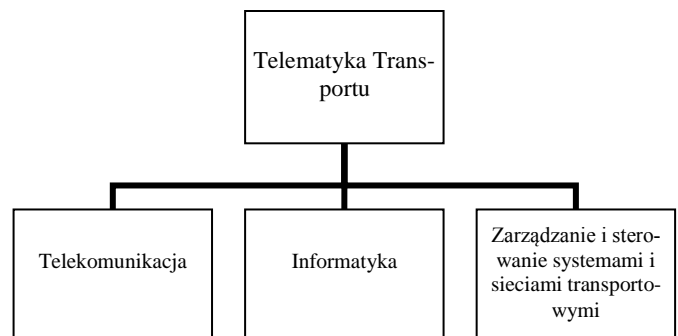 Telematyka Trans-
portu
Telekomunikacja
Informatyka
Zarządzanie i stero-
wanie systemami i
sieciami transporto-
wymi